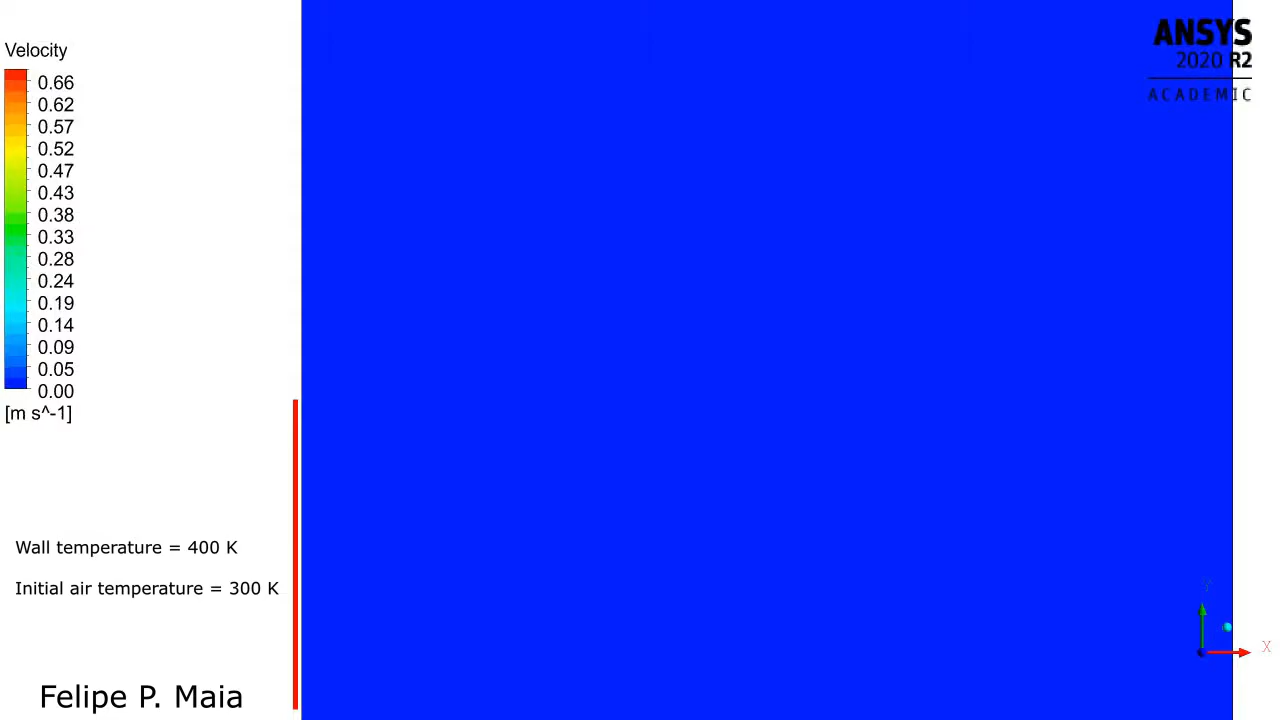 Velocity
0.66
0.62
0.57
0.52
0.47
0.43
0.38
0.33
0.28
0.24
0.19
0.14
0.09
0.05
0.00
[m s^-1]
Wall temperature = 400 K
Initial air temperature = 300 K
Felipe P. Maia
ANSYS
2020 R2
ACADEMIC
Y
X